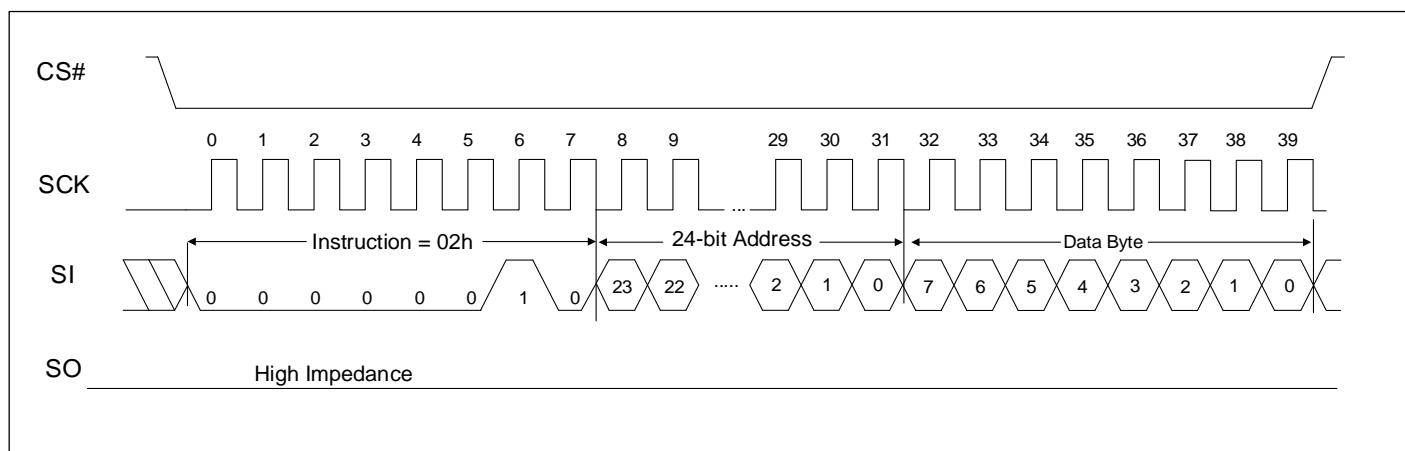 CS#
0 1 2 3 4 5 6 7 8 9 29 30 31 32 33 34 35 36 37 38 39
SCK
...
Instruction = 02h 24-bit Address Data Byte
SI
0 0 0 0 0 0 1 0 23 22 ..... 2 1 0 7 6 5 4 3 2 1 0
SO
High Impedance